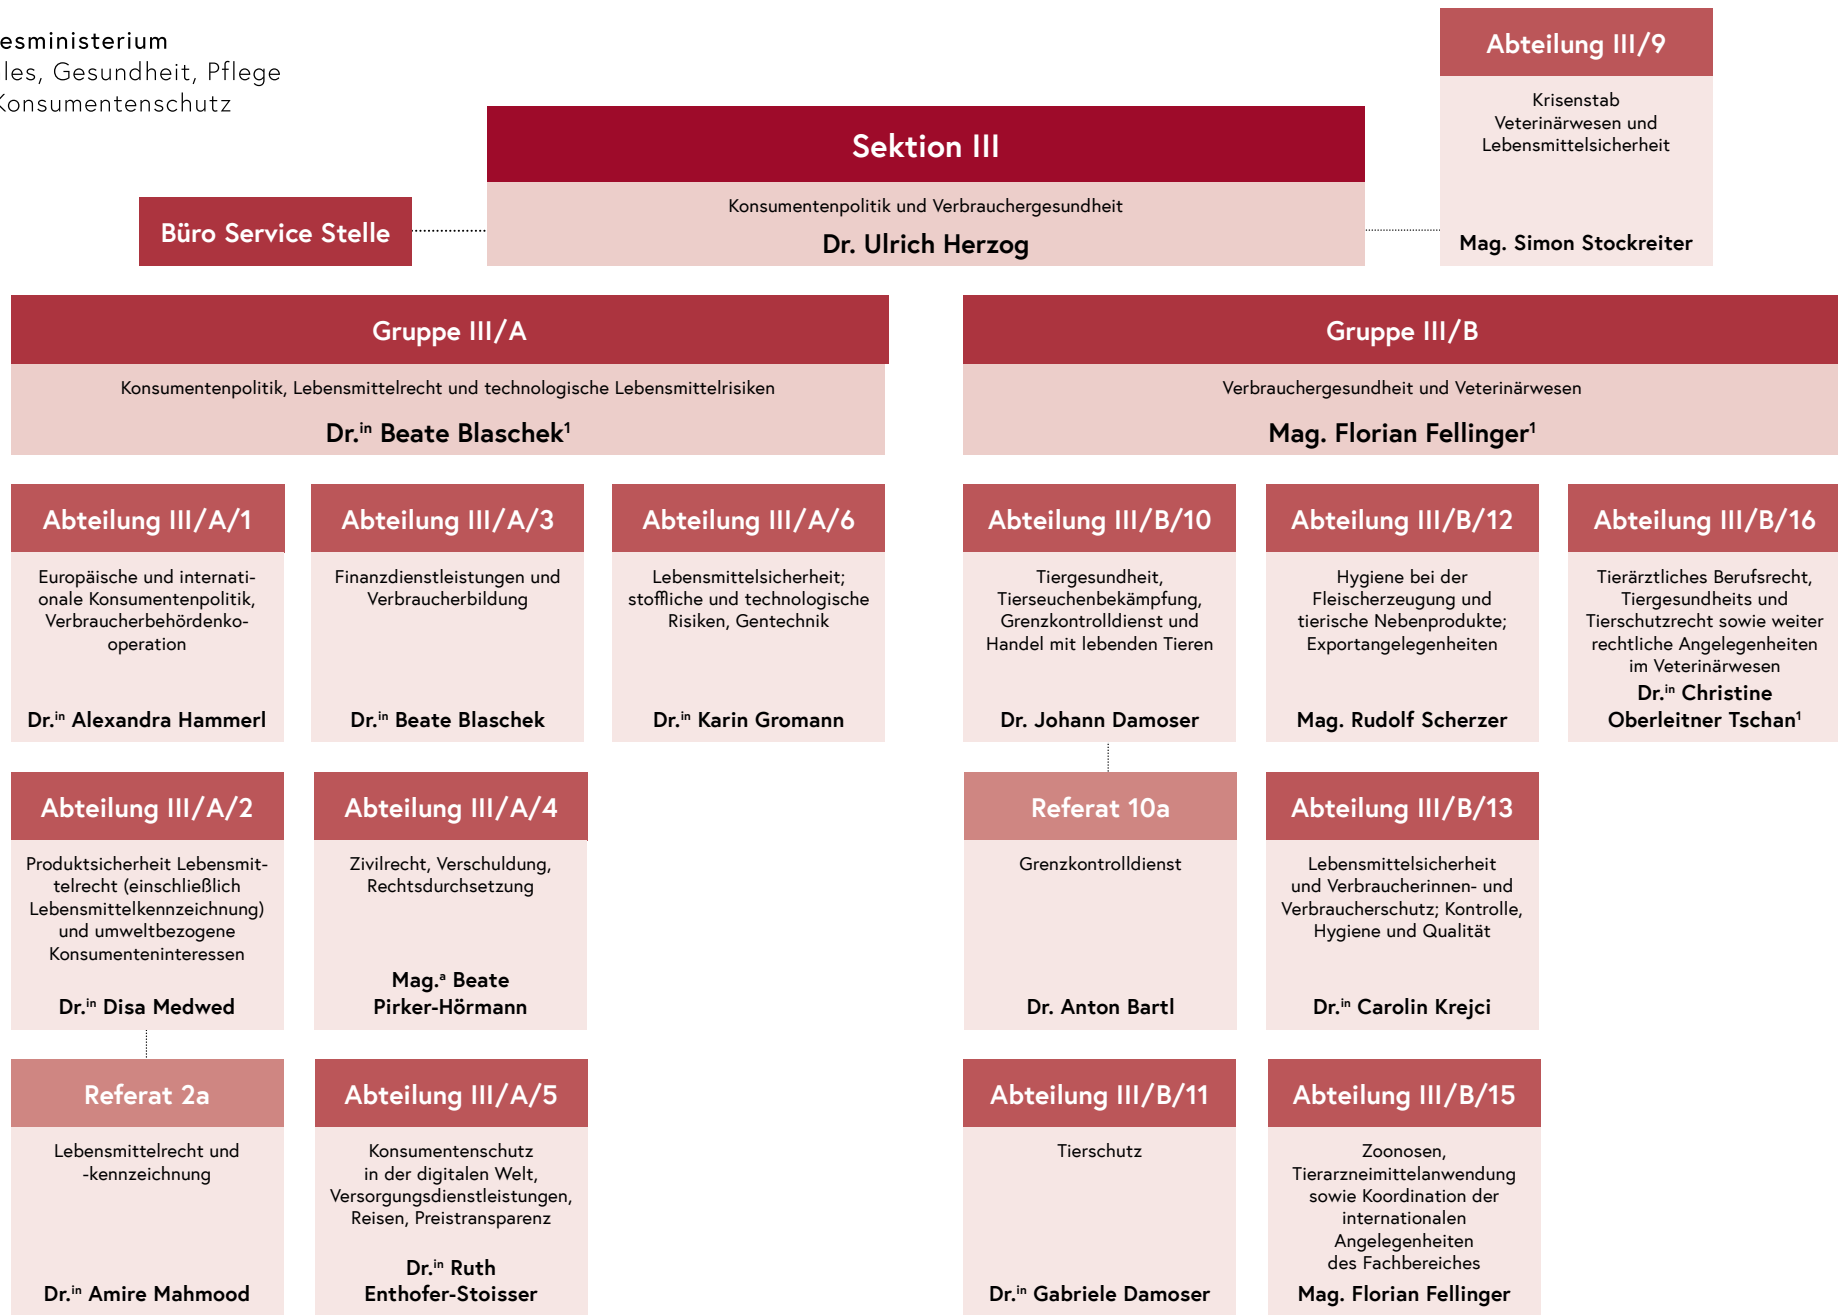 esministerium
les, Gesundheit, Pflege
Konsumentenschutz
Abteilung III/9
Krisenstab
Veterinärwesen und
Lebensmittelsicherheit
Mag. Simon Stockreiter
Sektion III
Konsumentenpolitik und Verbrauchergesundheit
Dr. Ulrich Herzog
Büro Service Stelle
Gruppe III/A
Konsumentenpolitik, Lebensmittelrecht und technologische Lebensmittelrisiken
Dr.ⁱⁿ Beate Blaschek¹
Gruppe III/B
Verbrauchergesundheit und Veterinärwesen
Mag. Florian Fellinger¹
Abteilung III/A/1
Europäische und internati-
onale Konsumentenpolitik,
Verbraucherbehördenko-
operation
Dr.ⁱⁿ Alexandra Hammerl
Abteilung III/A/3
Finanzdienstleistungen und
Verbraucherbildung
Dr.ⁱⁿ Beate Blaschek
Abteilung III/A/6
Lebensmittelsicherheit;
stoffliche und technologische
Risiken, Gentechnik
Dr.ⁱⁿ Karin Gromann
Abteilung III/B/10
Tiergesundheit,
Tierseuchenbekämpfung,
Grenzkontrolldienst und
Handel mit lebenden Tieren
Dr. Johann Damoser
Abteilung III/B/12
Hygiene bei der
Fleischerzeugung und
tierische Nebenprodukte;
Exportangelegenheiten
Mag. Rudolf Scherzer
Abteilung III/B/16
Tierärztliches Berufsrecht,
Tiergesundheits und
Tierschutzrecht sowie weiter
rechtliche Angelegenheiten
im Veterinärwesen
Dr.ⁱⁿ Christine
Oberleitner Tschan¹
Abteilung III/A/2
Produktsicherheit Lebensmit-
telrecht (einschließlich
Lebensmittelkennzeichnung)
und umweltbezogene
Konsumenteninteressen
Dr.ⁱⁿ Disa Medwed
Abteilung III/A/4
Zivilrecht, Verschuldung,
Rechtsdurchsetzung
Mag.ᵃ Beate
Pirker-Hörmann
Referat 10a
Grenzkontrolldienst
Dr. Anton Bartl
Abteilung III/B/13
Lebensmittelsicherheit
und Verbraucherinnen- und
Verbraucherschutz; Kontrolle,
Hygiene und Qualität
Dr.ⁱⁿ Carolin Krejci
Referat 2a
Lebensmittelrecht und
-kennzeichnung
Dr.ⁱⁿ Amire Mahmood
Abteilung III/A/5
Konsumentenschutz
in der digitalen Welt,
Versorgungsdienstleistungen,
Reisen, Preistransparenz
Dr.ⁱⁿ Ruth
Enthofer-Stoisser
Abteilung III/B/11
Tierschutz
Dr.ⁱⁿ Gabriele Damoser
Abteilung III/B/15
Zoonosen,
Tierarzneimittelanwendung
sowie Koordination der
internationalen
Angelegenheiten
des Fachbereiches
Mag. Florian Fellinger